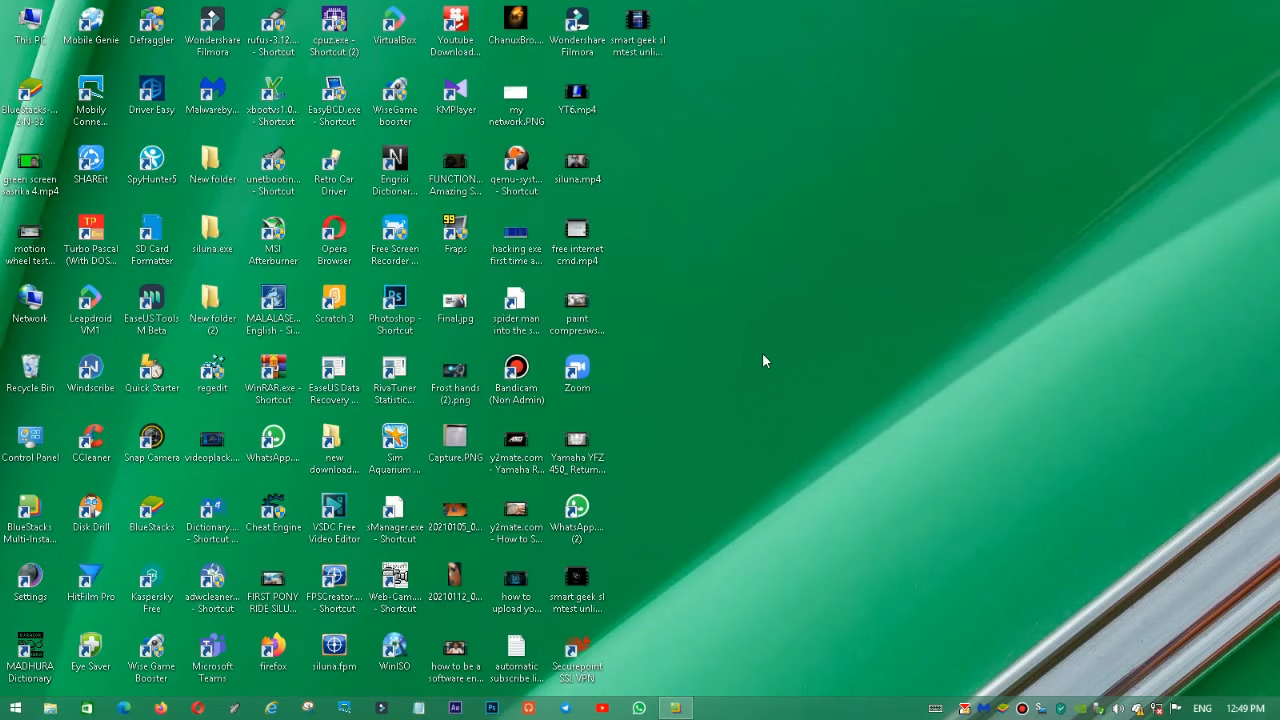 This PC
Mobile Genie
Defraggler
Wondershare
Filmora
rufus-3.12....
- Shortcut
cpuz.exe -
Shortcut (2)
VirtualBox
Youtube
Download...
ChanuxBro....
Wondershare
Filmora
smart geek sl
mtest unli...
BlueStacks-...
Mobily
Conne...
Driver Easy
Malwareby...
xbootvs1.0...
- Shortcut
EasyBCD.exe
- Shortcut
WiseGame
booster
KMPlayer
my
network.PNG
YT6.mp4
green screen
sasrika 4.mp4
SHAREit
SpyHunter5
New folder
unetbootin...
- Shortcut
Retro Car
Driver
Engrisi
Dictionar...
FUNCTION...
Amazing S...
qemu-syst...
- Shortcut
siluna.mp4
motion
wheel test...
Turbo Pascal
(With DOS...
SD Card
Formatter
siluna.exe
MSI
Afterburner
Opera
Browser
Free Screen
Recorder ...
Fraps
hacking exe
first time a...
free internet
cmd.mp4
Network
Leapdroid
VM1
EaseUS Tools
M Beta
New folder
(2)
MALALASE...
English - Si...
Scratch 3
Photoshop -
Shortcut
Final.jpg
spider man
into the s...
paint
compresws...
Recycle Bin
Windscribe
Quick Starter
regedit
WinRAR.exe -
Shortcut
EaseUS Data
Recovery ...
RivaTuner
Statistic...
Frost hands
(2).png
Bandicam
(Non Admin)
Zoom
Control Panel
CCleaner
Snap Camera
videoplack...
WhatsApp....
new
download...
Sim
Aquarium ...
Capture.PNG
y2mate.com
- Yamaha R...
Yamaha YFZ
450_ Return...
BlueStacks
Multi-Insta...
Disk Drill
BlueStacks
Dictionary....
- Shortcut ...
Cheat Engine
VSDC Free
Video Editor
sManager.exe
- Shortcut
20210105_0...
y2mate.com
- How to S...
WhatsApp....
(2)
Settings
HitFilm Pro
Kaspersky
Free
adwcleaner...
- Shortcut
FIRST PONY
RIDE SILU...
FPSCreator....
- Shortcut
Web-Cam....
- Shortcut
20210112_0...
how to
upload yo...
smart geek sl
mtest unli...
MADHURA
Dictionary
Eye Saver
Wise Game
Booster
Microsoft
Teams
firefox
siluna.fpm
WinISO
how to be a
software en...
automatic
subscribe li...
Securepoint
SSL VPN
ENG
12:49 PM